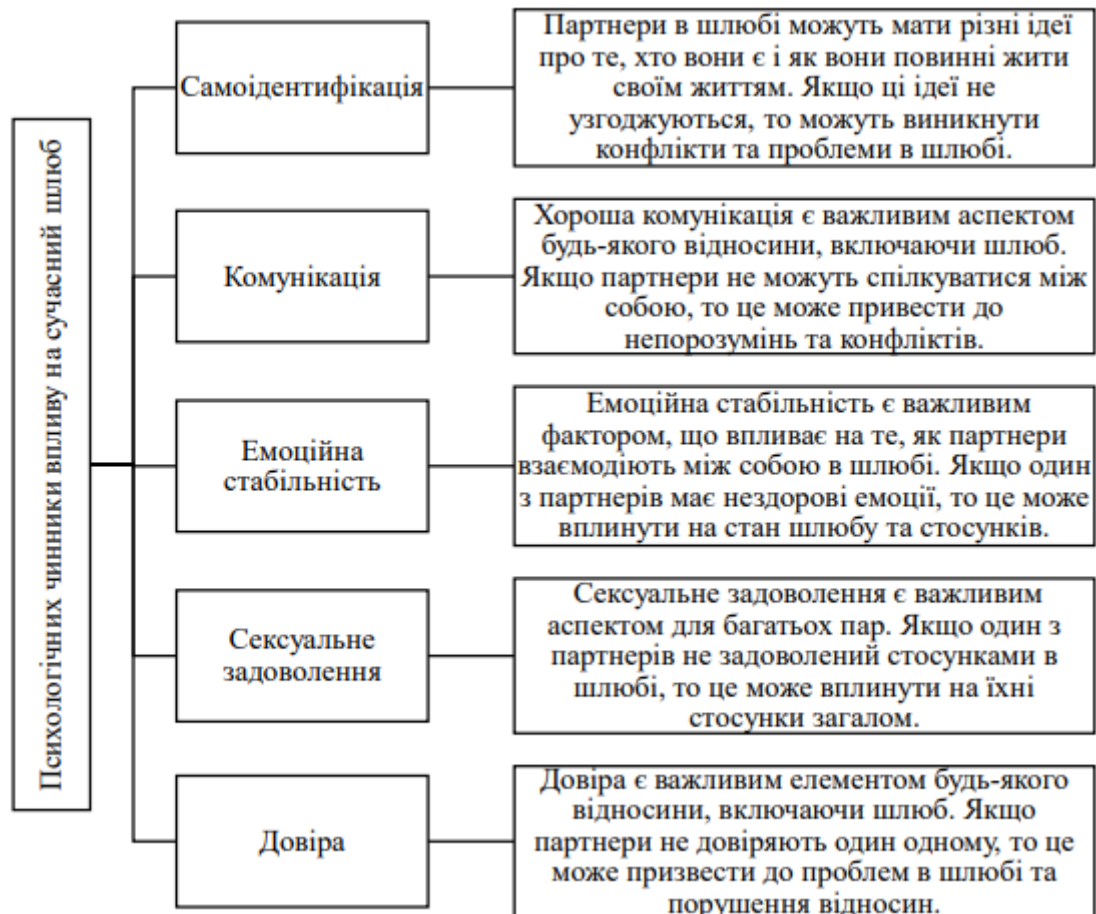 Психологічних чинники впливу на сучасний шлюб
Самоідентифікація
Партнери в шлюбі можуть мати різні ідеї
про те, хто вони є і як вони повинні жити
своїм життям. Якщо ці ідеї не
узгоджуються, то можуть виникнути
конфлікти та проблеми в шлюбі.
Комунікація
Хороша комунікація є важливим аспектом
будь-якого відносини, включаючи шлюб.
Якщо партнери не можуть спілкуватися між
собою, то це може привести до
непорозумінь та конфліктів.
Емоційна
стабільність
Емоційна стабільність є важливим
фактором, що впливає на те, як партнери
взаємодіють між собою в шлюбі. Якщо один
з партнерів має нездорові емоції, то це може
вплинути на стан шлюбу та стосунків.
Сексуальне
задоволення
Сексуальне задоволення є важливим
аспектом для багатьох пар. Якщо один з
партнерів не задоволений стосунками в
шлюбі, то це може вплинути на їхні
стосунки загалом.
Довіра
Довіра є важливим елементом будь-якого
відносини, включаючи шлюб. Якщо
партнери не довіряють один одному, то це
може призвести до проблем в шлюбі та
порушення відносин.